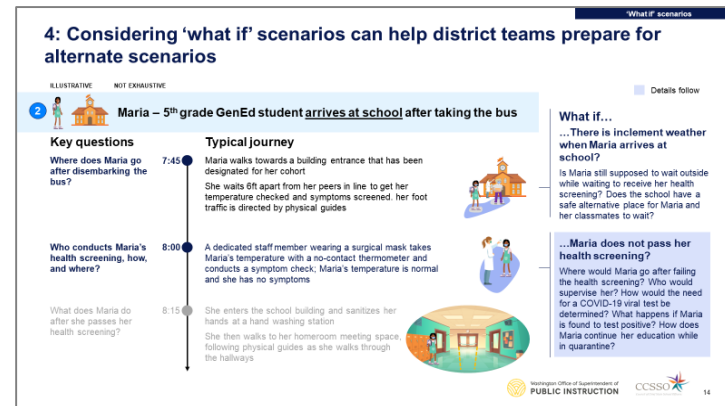 'What if' scenarios
4: Considering 'what if' scenarios can help district teams prepare for
alternate scenarios
ILLUSTRATIVE NOT EXHAUSTIVE
Details follow
2 Maria – 5th grade GenEd student arrives at school after taking the bus
Key questions
Typical journey
Where does Maria go
after disembarking the
bus?
7:45
Maria walks towards a building entrance that has been
designated for her cohort
She waits 6ft apart from her peers in line to get her
temperature checked and symptoms screened. her foot
traffic is directed by physical guides
Who conducts Maria's
health screening, how,
and where?
8:00
A dedicated staff member wearing a surgical mask takes
Maria's temperature with a no-contact thermometer and
conducts a symptom check; Maria's temperature is normal
and she has no symptoms
What does Maria do
after she passes her
health screening?
8:15
She enters the school building and sanitizes her
hands at a hand washing station
She then walks to her homeroom meeting space,
following physical guides as she walks through
the hallways
What if…
…There is inclement weather
when Maria arrives at
school?
Is Maria still supposed to wait outside
while waiting to receive her health
screening? Does the school have a
safe alternative place for Maria and
her classmates to wait?
…Maria does not pass her
health screening?
Where would Maria go after failing
the health screening? Who would
supervise her? How would the need
for a COVID-19 viral test be
determined? What happens if Maria
is found to test positive? How does
Maria continue her education while
in quarantine?
Washington Office of Superintendent of
PUBLIC INSTRUCTION
CCSSO
14